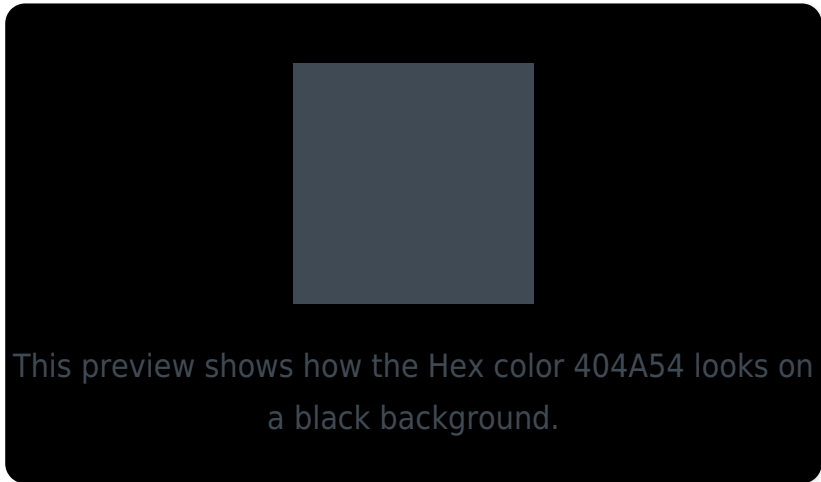 This preview shows how the Hex color 404A54 looks on
a black background.